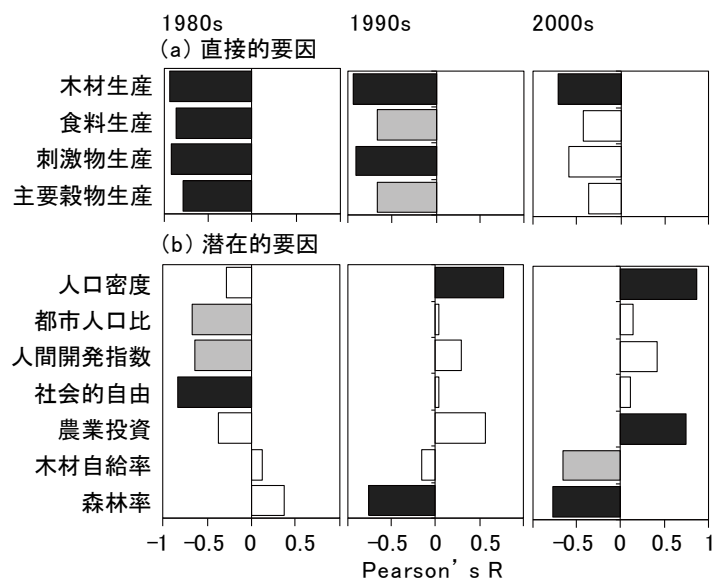 1980s 1990s 2000s
(a) 直接的要因
木材生産
食料生産
刺激物生産
主要穀物生産
(b) 潜在的要因
人口密度
都市人口比
人間開発指数
社会的自由
農業投資
木材自給率
森林率
-1 -0.5 0 0.5 -0.5 0 0.5 -0.5 0 0.5 1
Pearson’s R